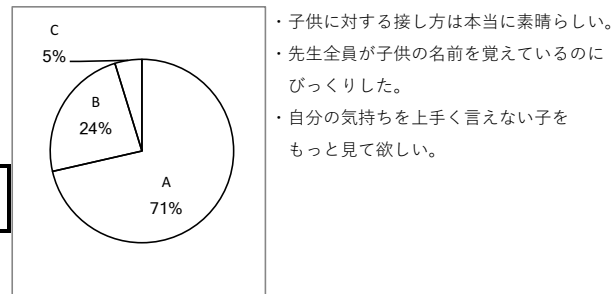 C
5%
B
24%
A
71%
・子供に対する接し方は本当に素晴らしい。
・先生全員が子供の名前を覚えているのに
びっくりした。
・自分の気持ちを上手く言えない子を
もっと見て欲しい。